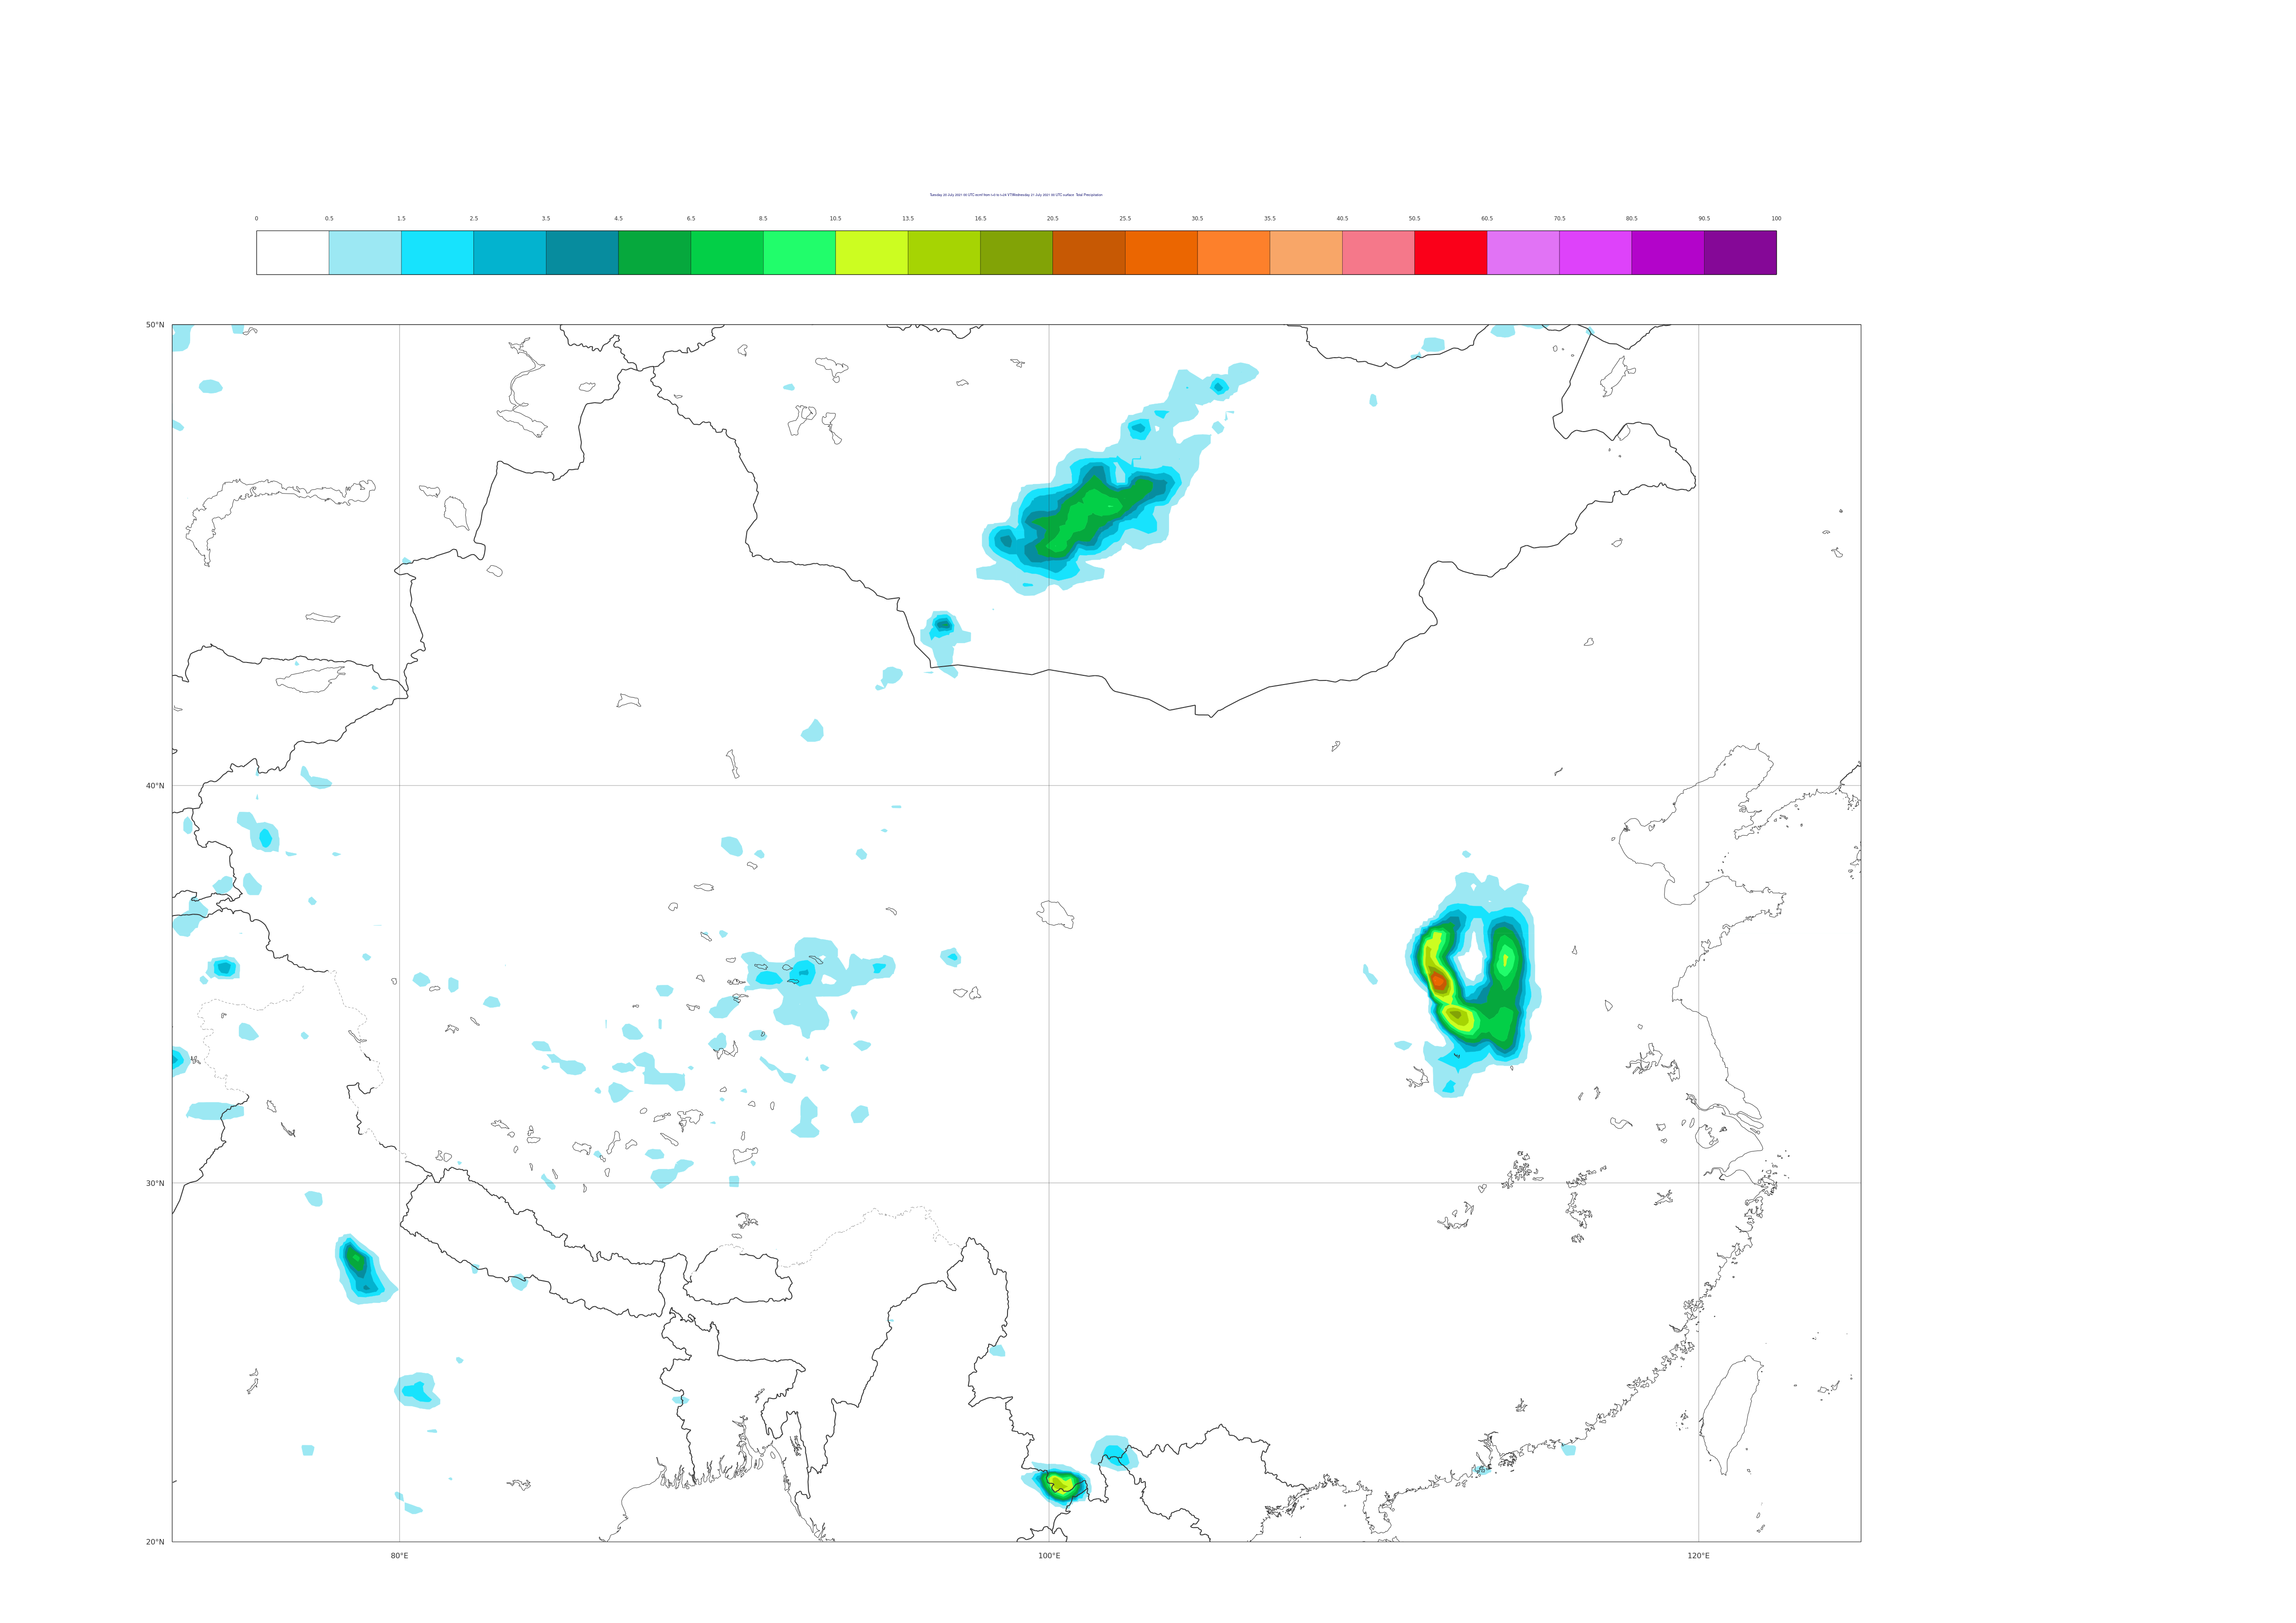 Tuesday 20 July 2021 00 UTC ecmf t+24 VT:Wednesday 21 July 2021 00 UTC surface Total Precipitation
0 0.5 1.5 2.5 3.5 4.5 6.5 8.5 10.5 13.5 16.5 20.5 25.5 30.5 35.5 40.5 50.5 60.5 70.5 80.5 90.5 100
50°N
40°N
30°N
20°N
80°E 100°E 120°E